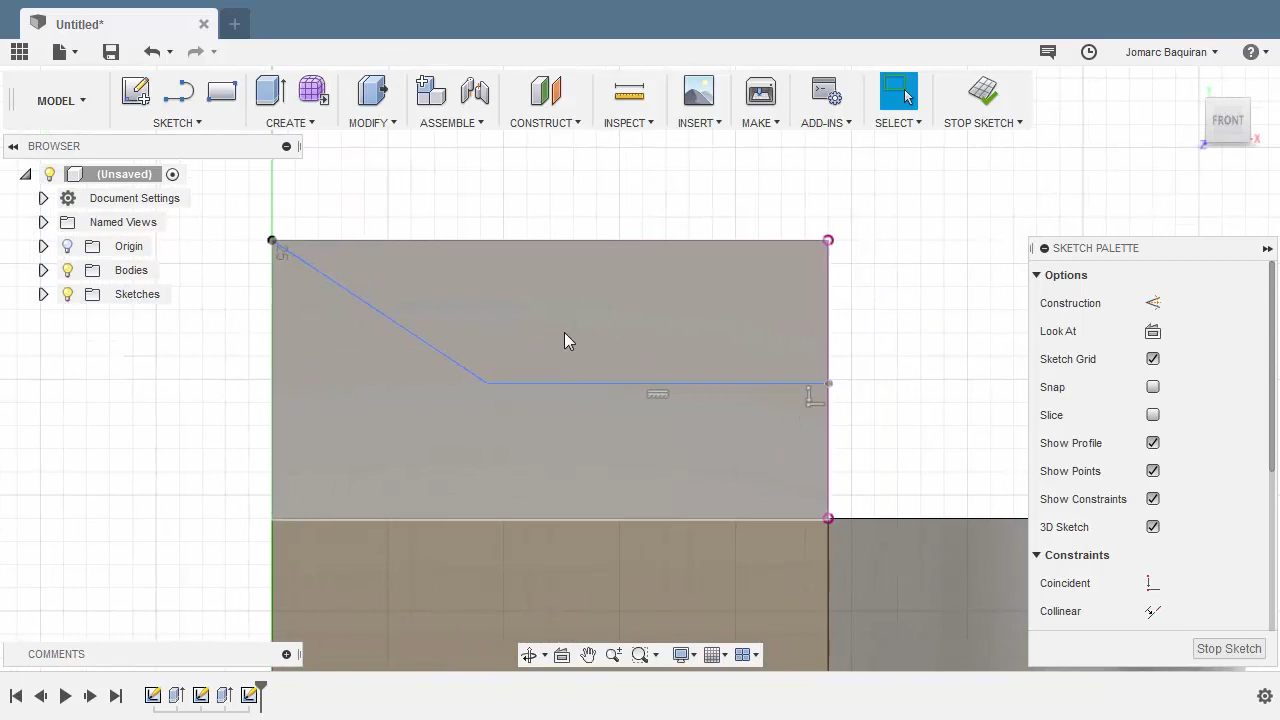 Untitled*
Jomarc Baquiran
MODEL
SKETCH
CREATE
MODIFY
ASSEMBLE
CONSTRUCT
INSPECT
INSERT
MAKE
ADD-INS
SELECT
STOP SKETCH
FRONT
Y
X
Z
BROWSER
(Unsaved)
Document Settings
Named Views
Origin
Bodies
Sketches
SKETCH PALETTE
Options
Construction
Look At
Sketch Grid
Snap
Slice
Show Profile
Show Points
Show Constraints
3D Sketch
Constraints
Coincident
Collinear
Stop Sketch
COMMENTS